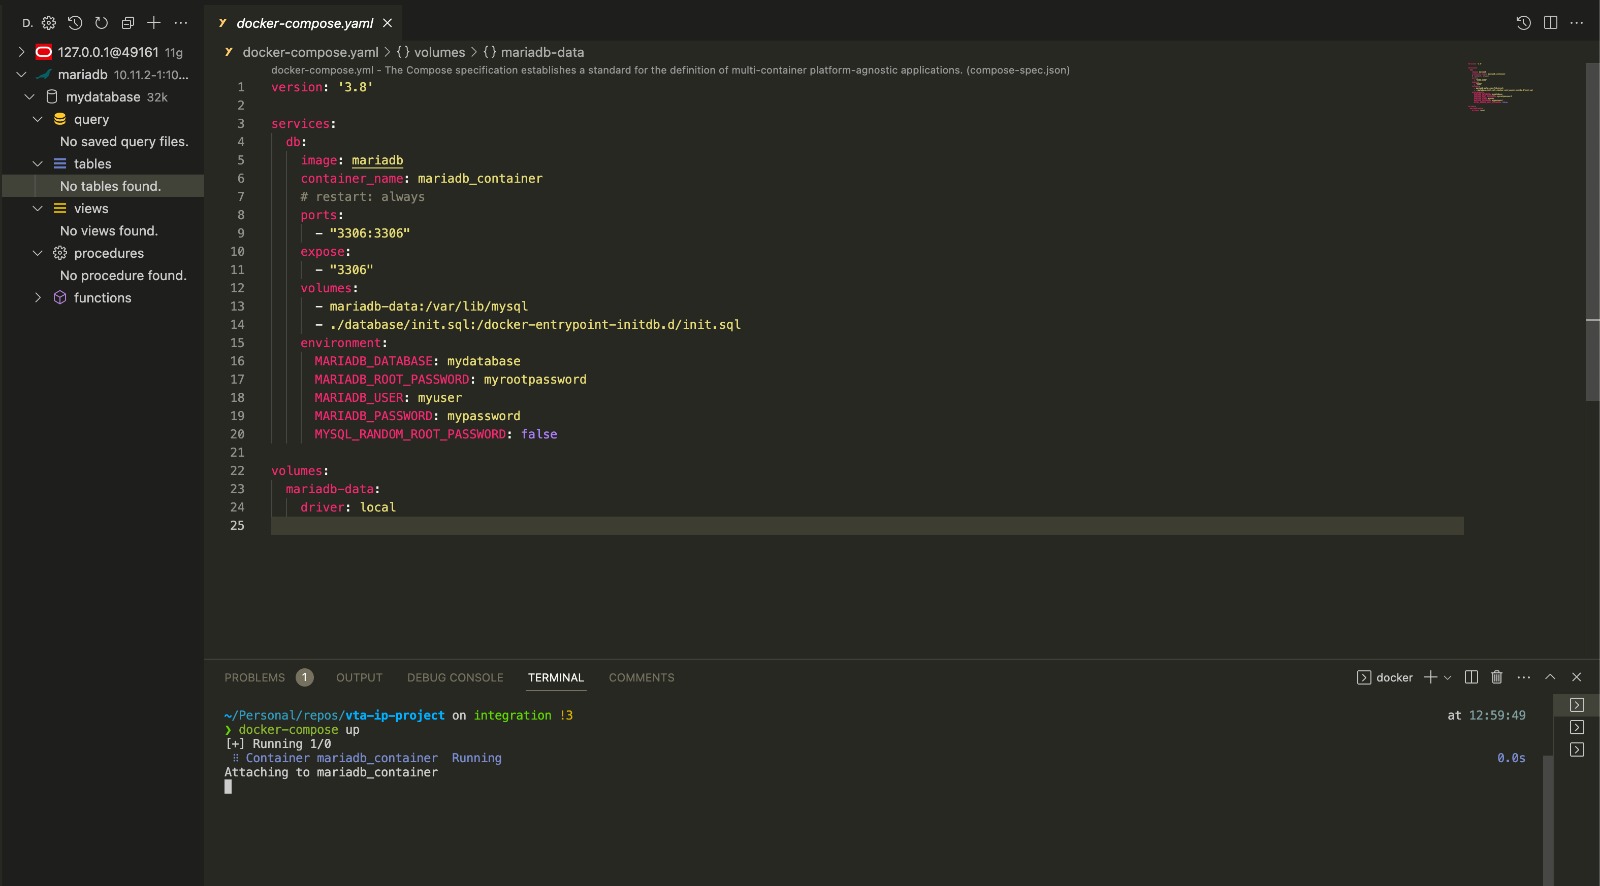 D.
docker-compose.yaml
127.0.0.1@49161 11g
mariadb 10.11.2-1:10...
mydatabase 32k
query
No saved query files.
tables
No tables found.
views
No views found.
procedures
No procedure found.
functions
docker-compose.yaml > {} volumes > {} mariadb-data
docker-compose.yml - The Compose specification establishes a standard for the definition of multi-container platform-agnostic applications. (compose-spec.json)
1 version: '3.8'
2
3 services:
4 db:
5 image: mariadb
6 container_name: mariadb_container
7 # restart: always
8 ports:
9 - "3306:3306"
10 expose:
11 - "3306"
12 volumes:
13 - mariadb-data:/var/lib/mysql
14 - ./database/init.sql:/docker-entrypoint-initdb.d/init.sql
15 environment:
16 MARIADB_DATABASE: mydatabase
17 MARIADB_ROOT_PASSWORD: myrootpassword
18 MARIADB_USER: myuser
19 MARIADB_PASSWORD: mypassword
20 MYSQL_RANDOM_ROOT_PASSWORD: false
21
22 volumes:
23 mariadb-data:
24 driver: local
25
PROBLEMS 1 OUTPUT DEBUG CONSOLE TERMINAL COMMENTS docker
~/Personal/repos/vta-ip-project on integration !3 at 12:59:49
❯ docker-compose up
[+] Running 1/0
⠿ Container mariadb_container Running 0.0s
Attaching to mariadb_container